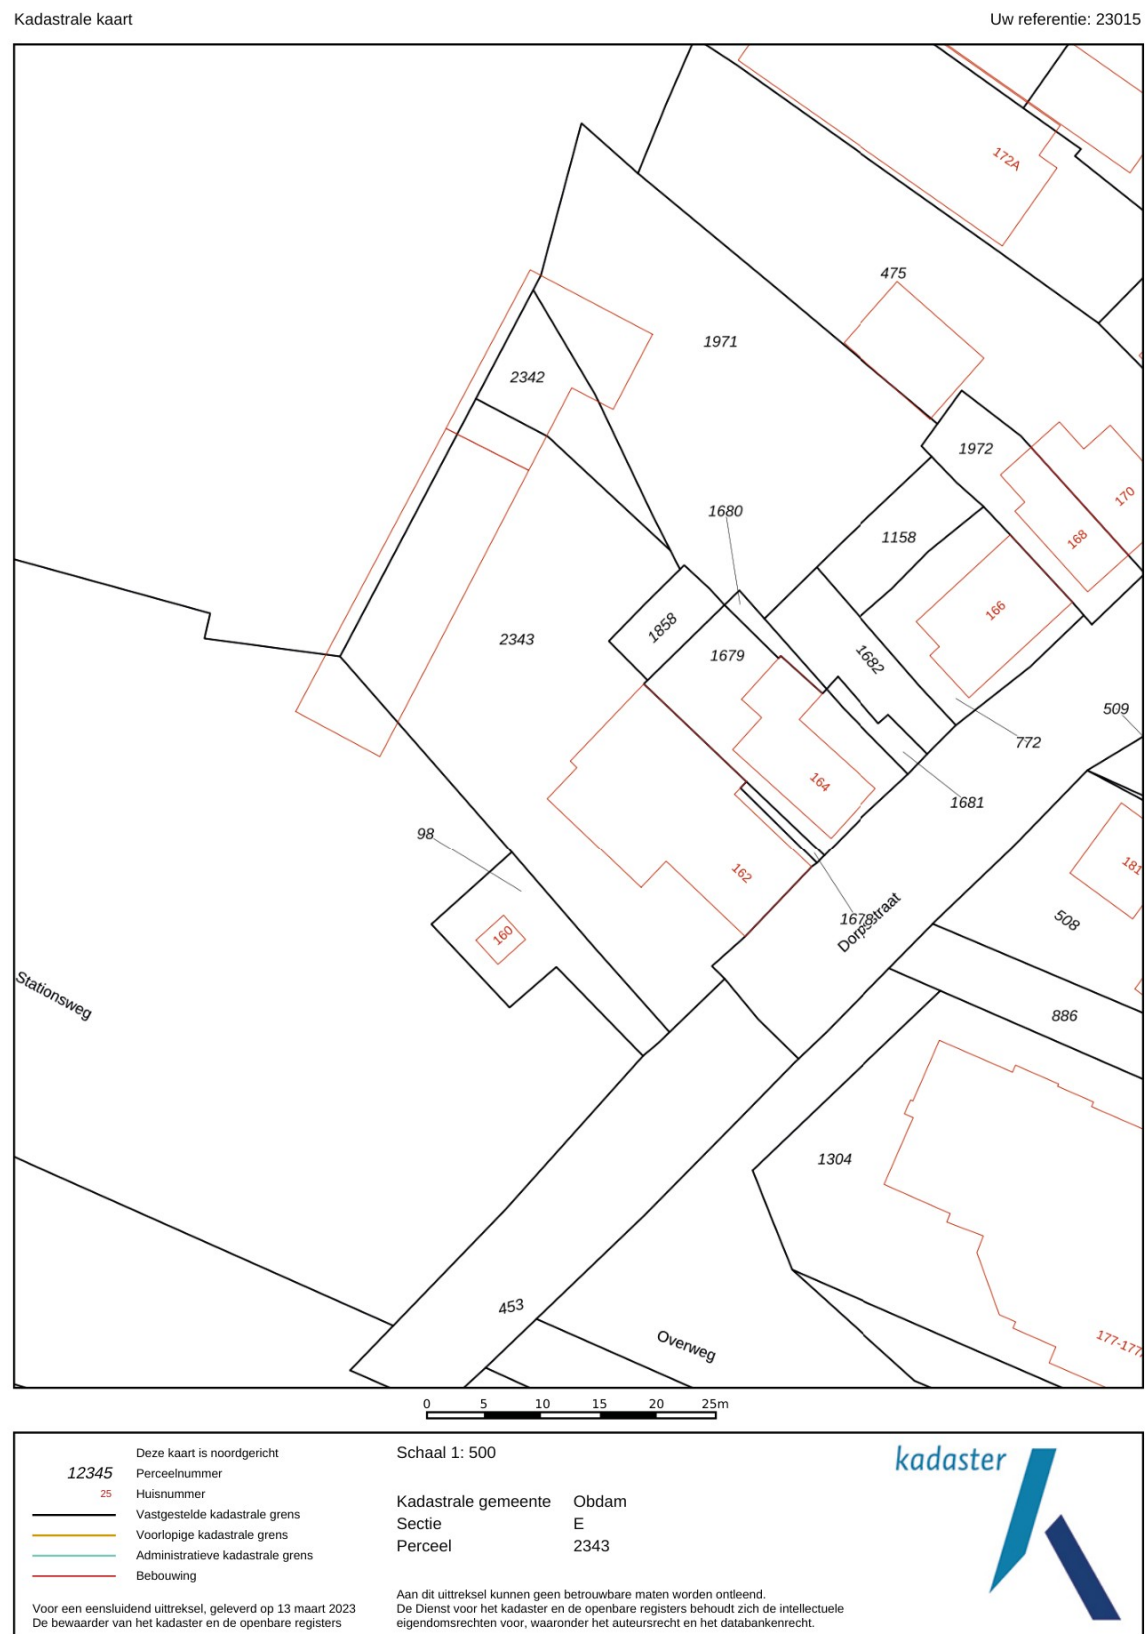 Kadastrale kaart
Uw referentie: 23015
172A
475
1971
2342
1972
170
1680
1158
168
166
1858
2343
1679
1682
509
772
164
1681
98
181
162
508
1678
Dorpsstraat
160
Stationsweg
886
1304
453
Overweg
177-177
0 5 10 15 20 25m
Deze kaart is noordgericht
12345 Perceelnummer
25 Huisnummer
Vastgestelde kadastrale grens
Voorlopige kadastrale grens
Administratieve kadastrale grens
Bebouwing
Voor een eensluidend uittreksel, geleverd op 13 maart 2023
De bewaarder van het kadaster en de openbare registers
Schaal 1: 500
Kadastrale gemeente Obdam
Sectie E
Perceel 2343
Aan dit uittreksel kunnen geen betrouwbare maten worden ontleend.
De Dienst voor het kadaster en de openbare registers behoudt zich de intellectuele
eigendomsrechten voor, waaronder het auteursrecht en het databankenrecht.
kadaster